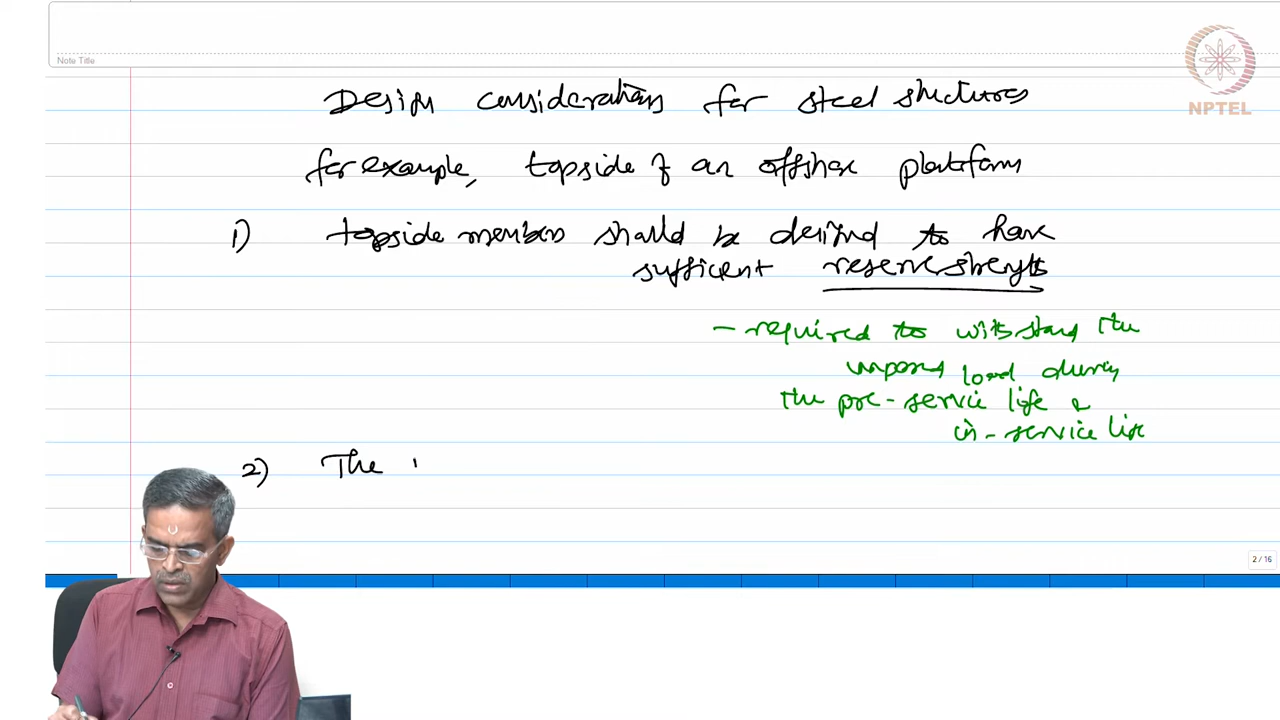 Note Title
NPTEL
Design considerations for steel structures
for example, topside of an offshore platform
1) topside members should be designed to have
sufficient reserve strength
- required to withstand the
imposed load during
the pre-service life &
in-service life
2) The
2 / 16